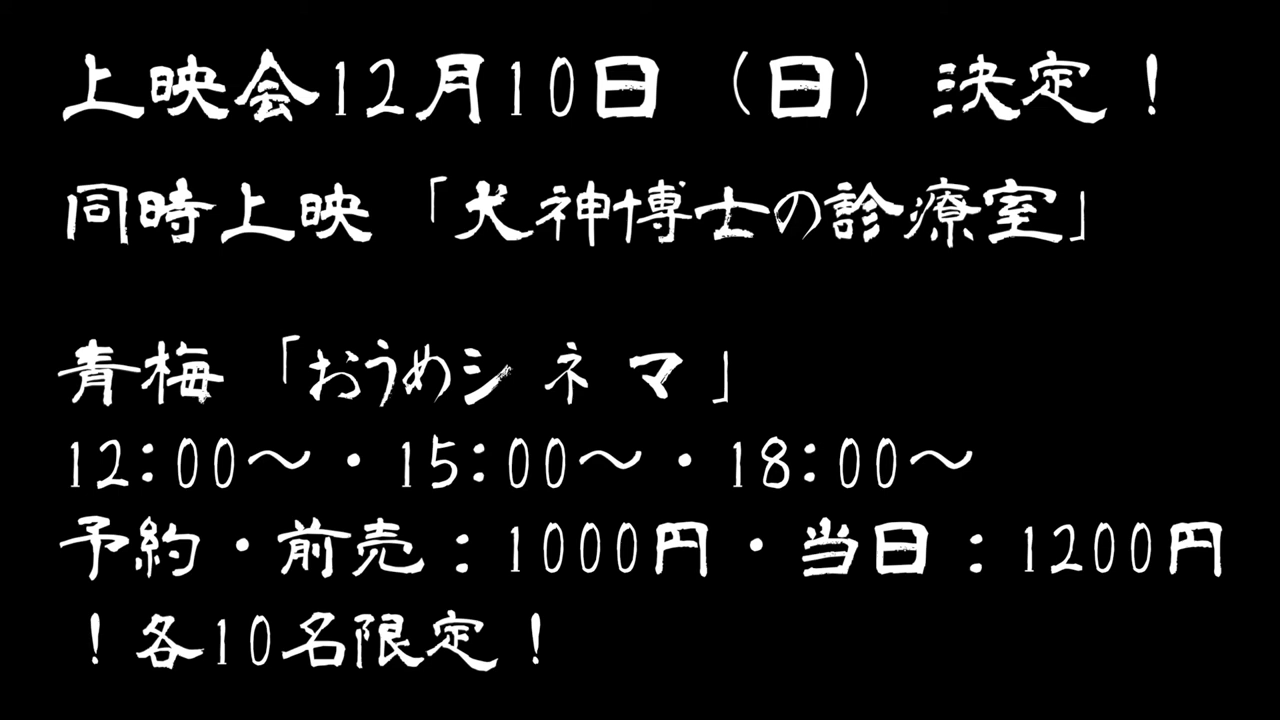 上映会12月10日（日）決定！
同時上映「犬神博士の診療室」
青梅「おうめシネマ」
12:00〜・15:00〜・18:00〜
予約・前売：1000円・当日：1200円
！各10名限定！